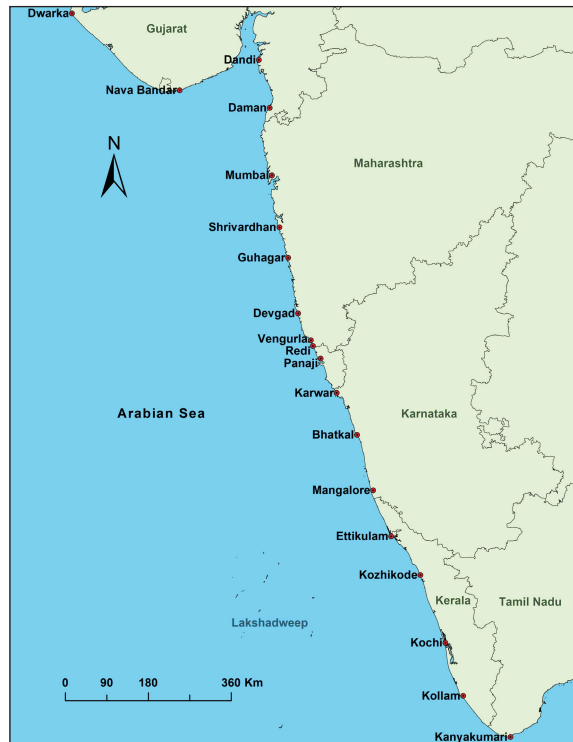 Dwarka
Gujarat
Dandi
Nava Bandar
Daman
N
Maharashtra
Mumbai
Shrivardhan
Guhagar
Devgad
Vengurla
Redi
Panaji
Karwar
Arabian Sea
Karnataka
Bhatkal
Mangalore
Ettikulam
Kozhikode
Kerala
Tamil Nadu
Lakshadweep
Kochi
0 90 180 360 Km
Kollam
Kanyakumari